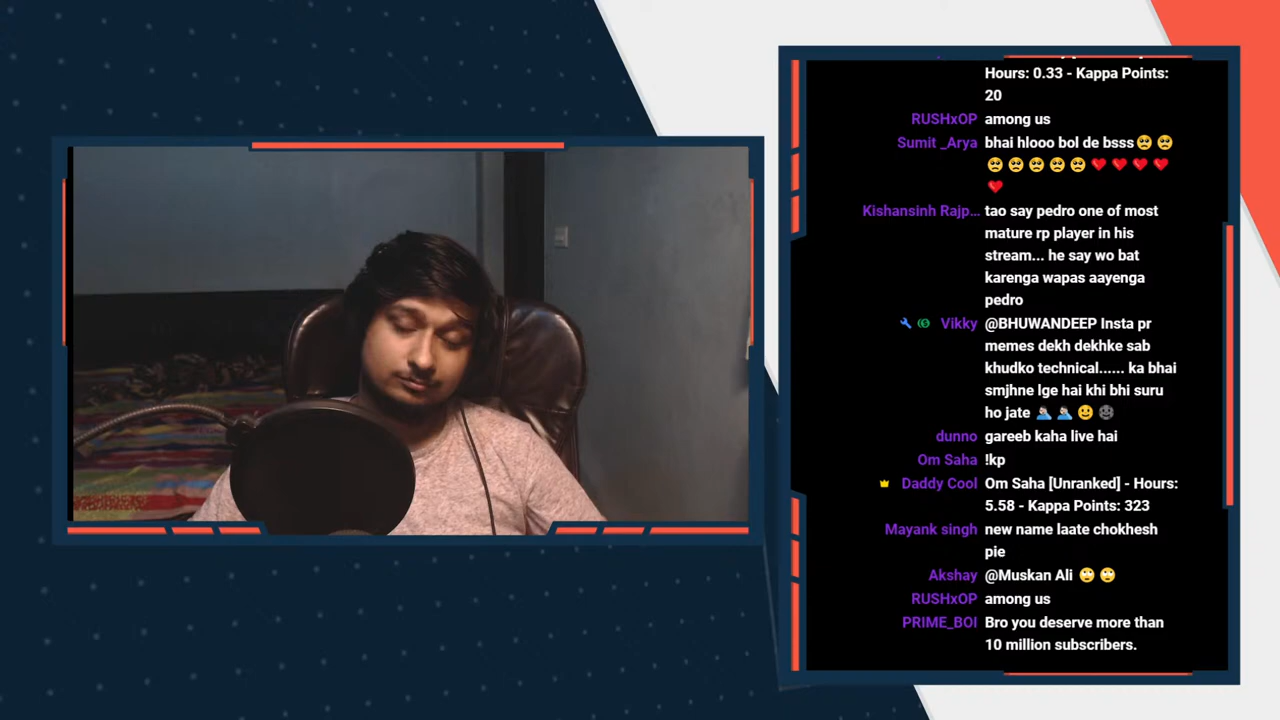 Hours: 0.33 - Kappa Points:
20
RUSHxOP among us
Sumit _Arya bhai hlooo bol de bsss🥺🥺
🥺🥺🥺🥺🥺❤️❤️❤️❤️
❤️
Kishansinh Rajp… tao say pedro one of most
mature rp player in his
stream... he say wo bat
karenga wapas aayenga
pedro
Vikky @BHUWANDEEP Insta pr
memes dekh dekhke sab
khudko technical...... ka bhai
smjhne lge hai khi bhi suru
ho jate
dunno gareeb kaha live hai
Om Saha !kp
Daddy Cool Om Saha [Unranked] - Hours:
5.58 - Kappa Points: 323
Mayank singh new name laate chokhesh
pie
Akshay @Muskan Ali 🙄🙄
RUSHxOP among us
PRIME_BOI Bro you deserve more than
10 million subscribers.